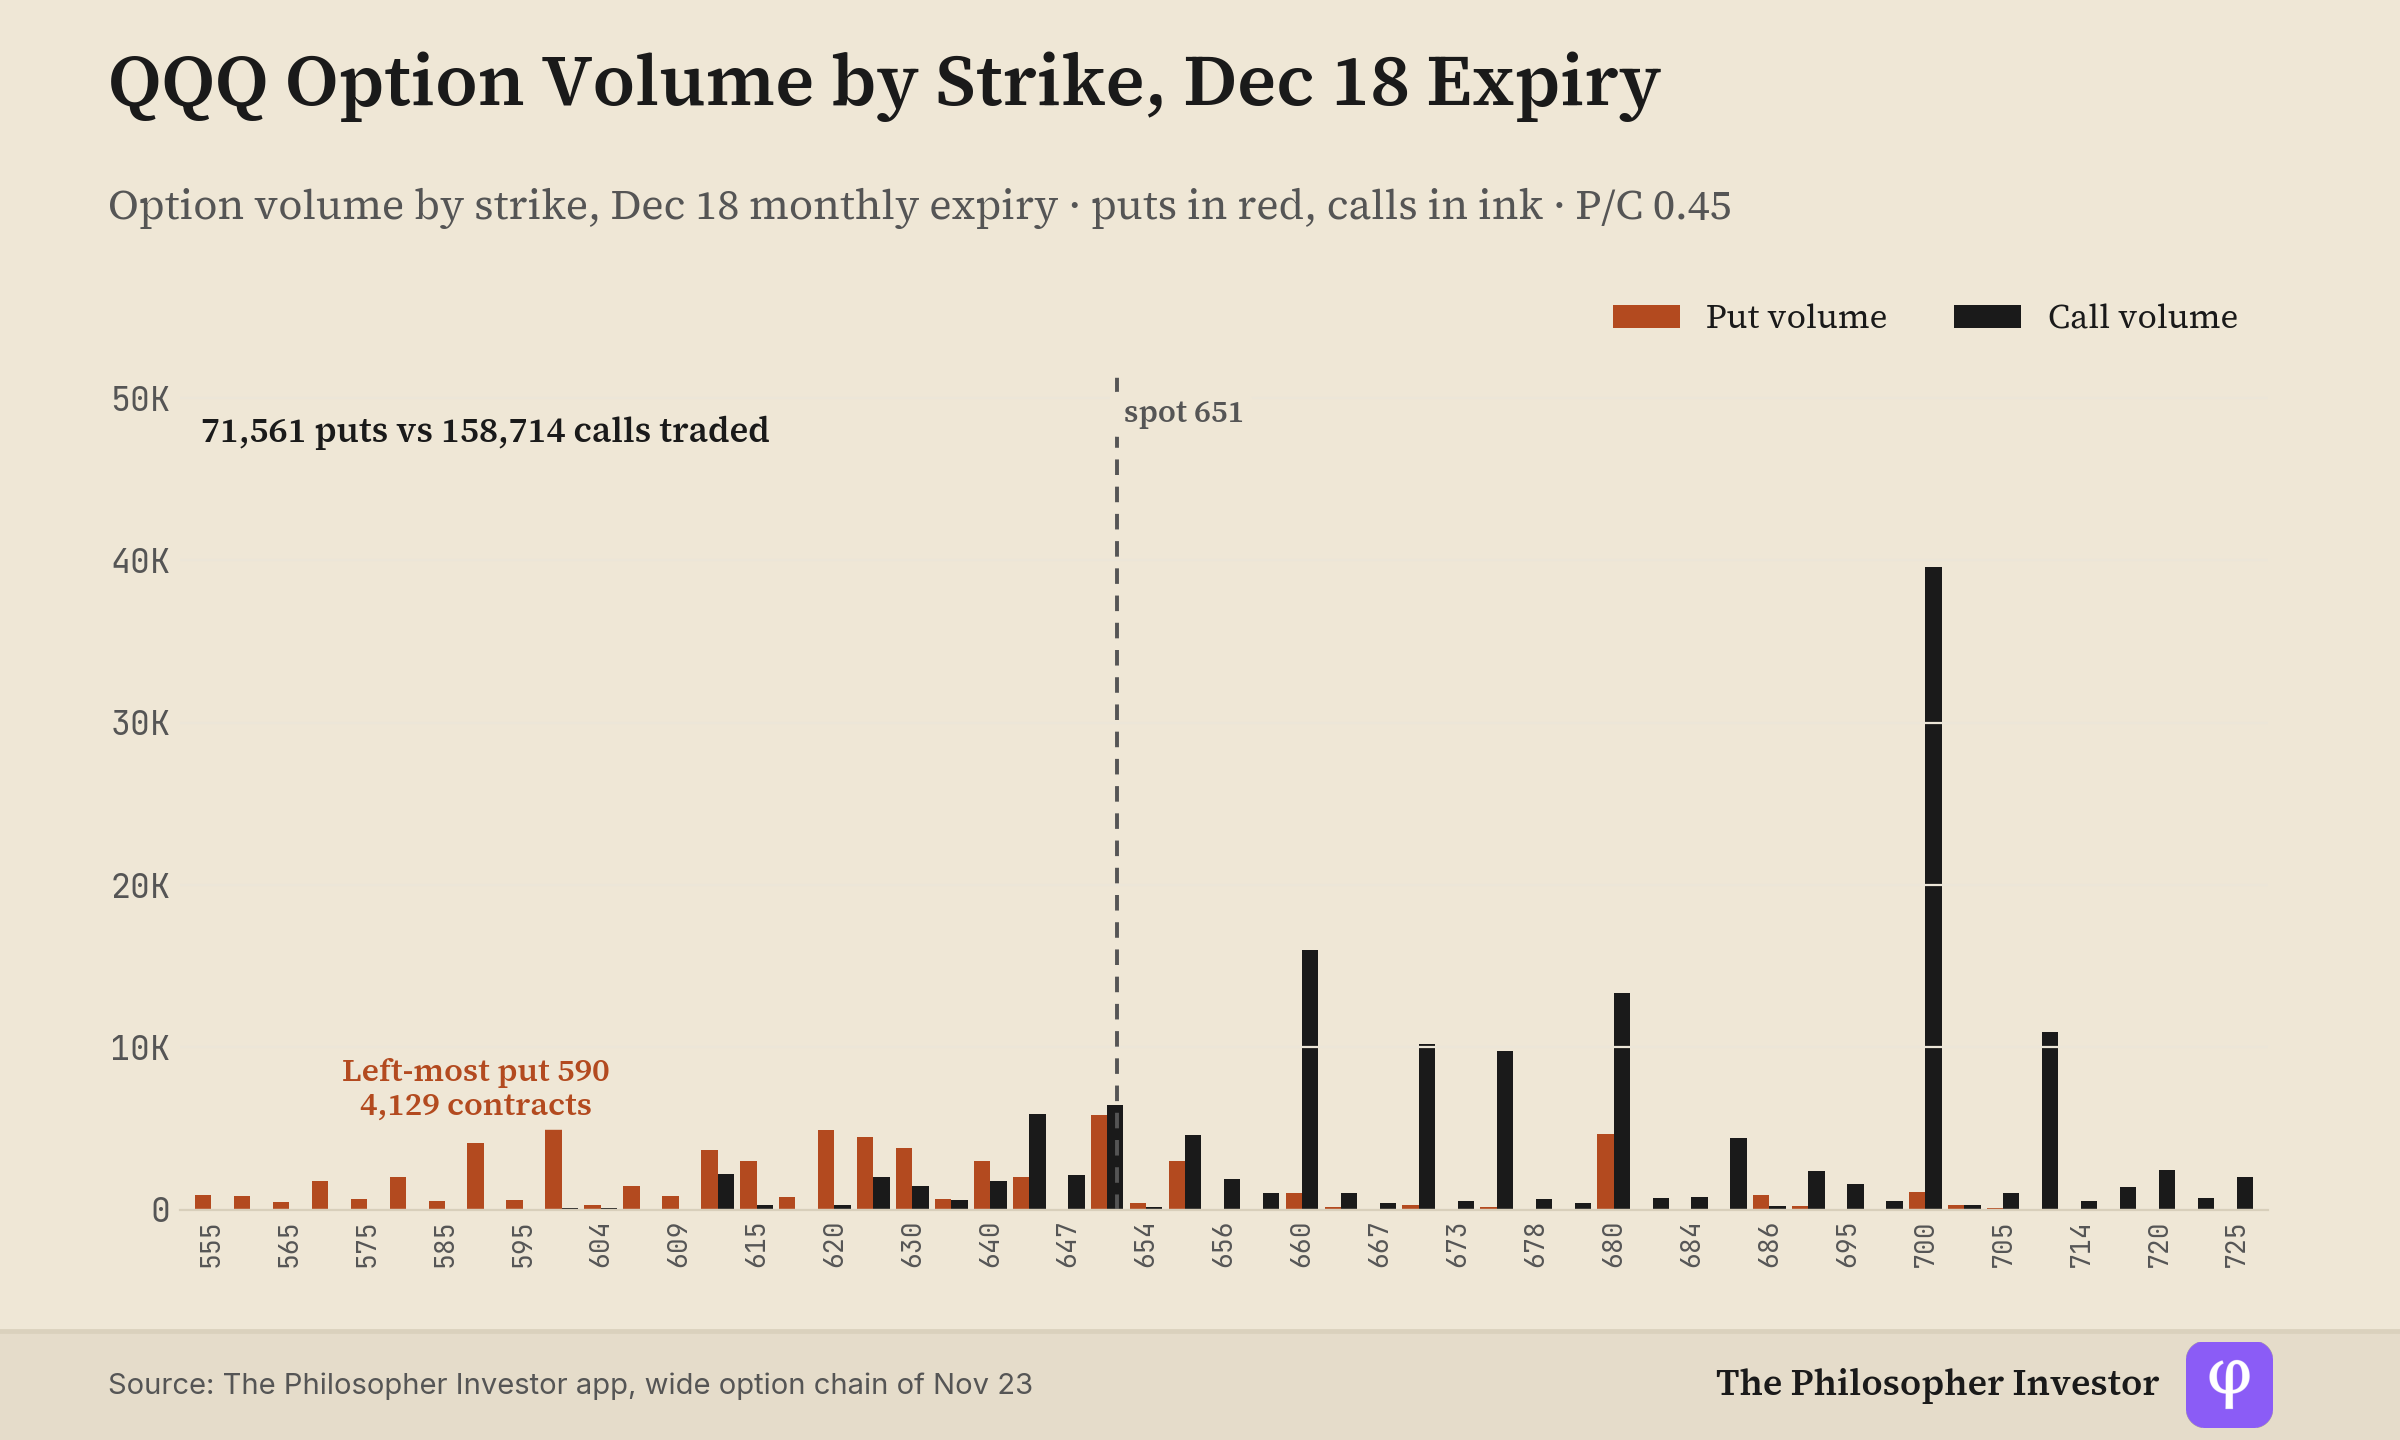 QQQ Option Volume by Strike, Dec 18 Expiry
Option volume by strike, Dec 18 monthly expiry · puts in red, calls in ink · P/C 0.45
Put volume
Call volume
50K
40K
30K
20K
10K
0
71,561 puts vs 158,714 calls traded
spot 651
Left-most put 590
4,129 contracts
555
565
575
585
595
604
609
615
620
630
640
647
654
656
660
667
673
678
680
684
686
695
700
705
714
720
725
Source: The Philosopher Investor app, wide option chain of Nov 23
The Philosopher Investor
φ